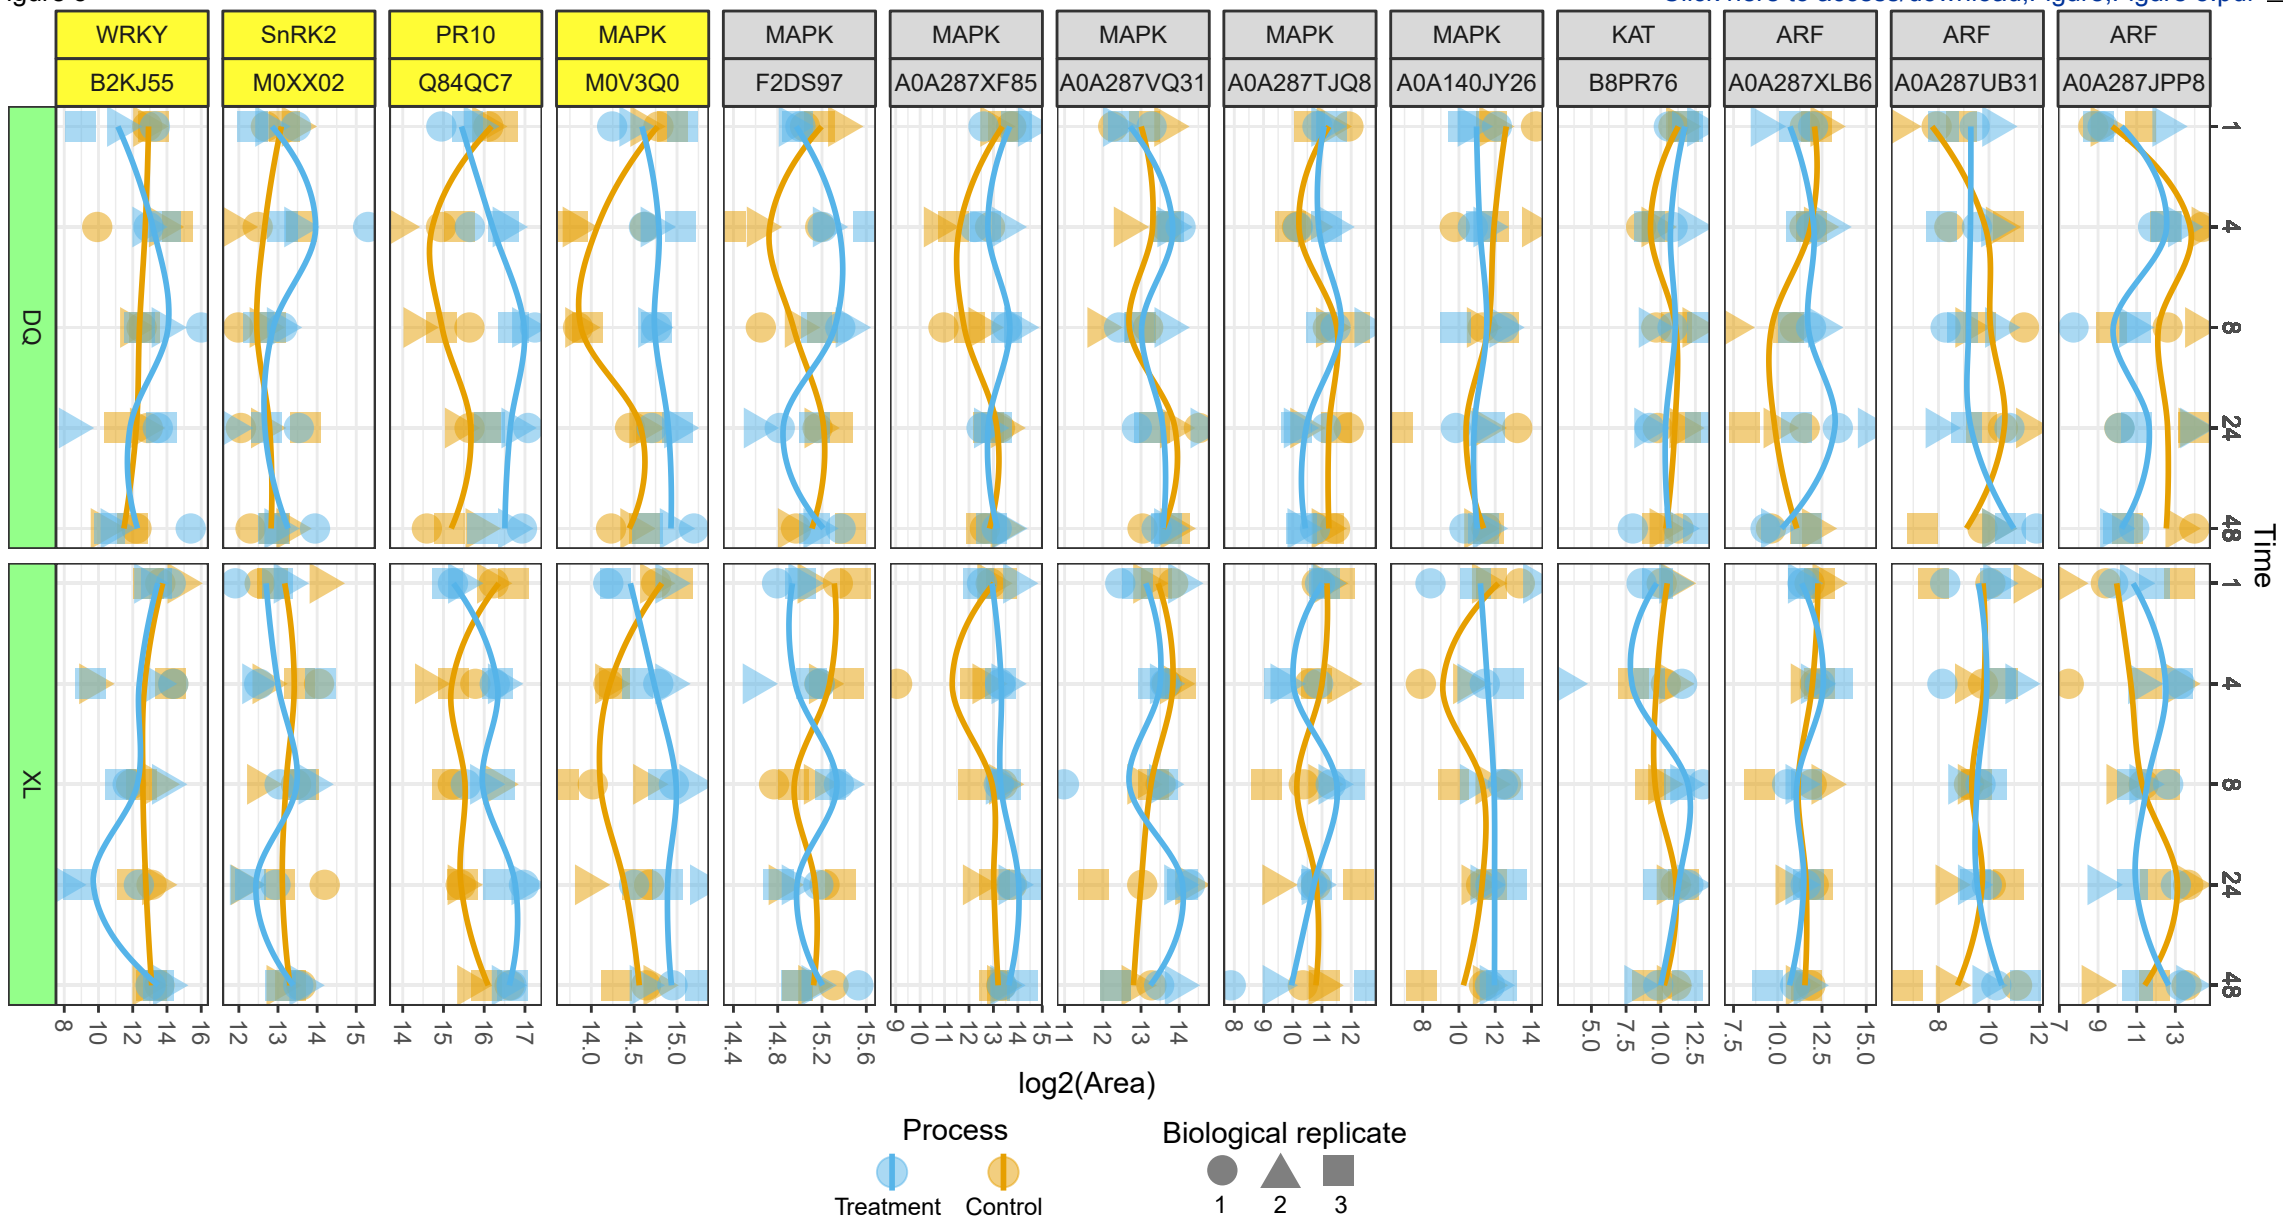 WRKY SnRK2 PR10 MAPK MAPK MAPK MAPK MAPK MAPK KAT ARF ARF ARF
B2KJ55 M0XX02 Q84QC7 M0V3Q0 F2DS97 A0A287XF85 A0A287VQ31 A0A287TJQ8 A0A140JY26 B8PR76 A0A287XLB6 A0A287UB31 A0A287JPP8
DQ
1
4
8
24
48
Time
XL
1
4
8
24
48
8 10 12 14 16 12 13 14 15 14 15 16 17 14.0 14.5 15.0 14.4 14.8 15.2 15.6 9 10 11 12 13 14 15 11 12 13 14 8 9 10 11 12 8 10 12 14 5.0 7.5 10.0 12.5 7.5 10.0 12.5 15.0 8 10 12 7 9 11 13
log2(Area)
Process
Treatment Control
Biological replicate
1 2 3